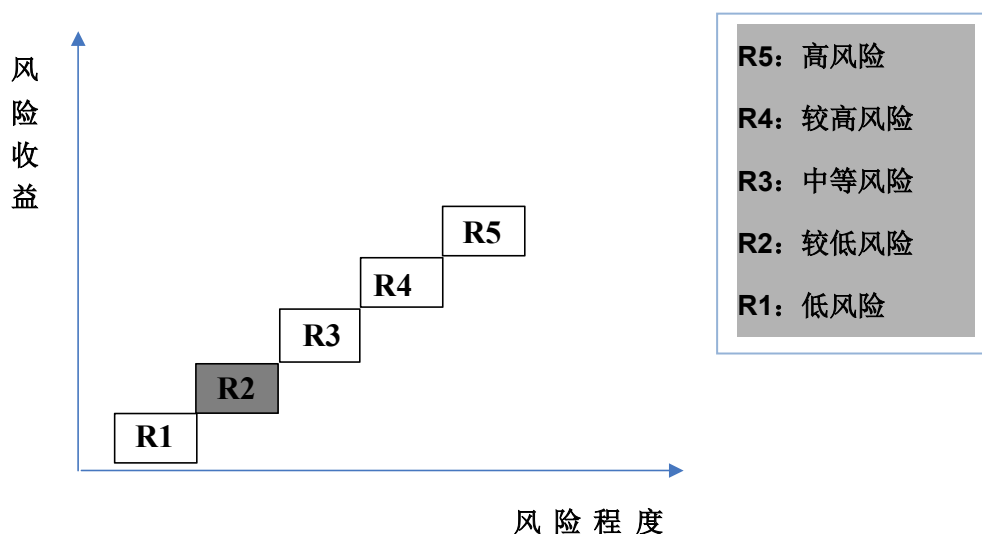 风
险
收
益
R5
R4
R3
R2
R1
风 险 程 度
R5：高风险
R4：较高风险
R3：中等风险
R2：较低风险
R1：低风险